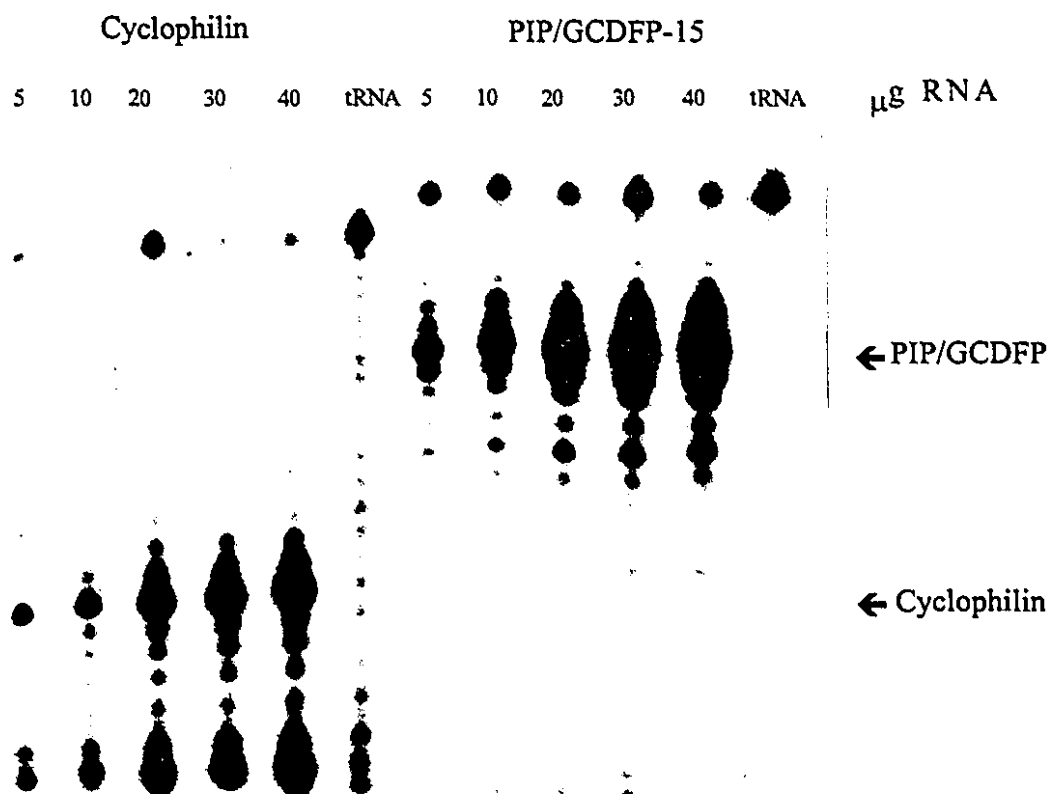 Cyclophilin PIP/GCDFP-15
5 10 20 30 40 tRNA 5 10 20 30 40 tRNA µg RNA
← PIP/GCDFP
← Cyclophilin